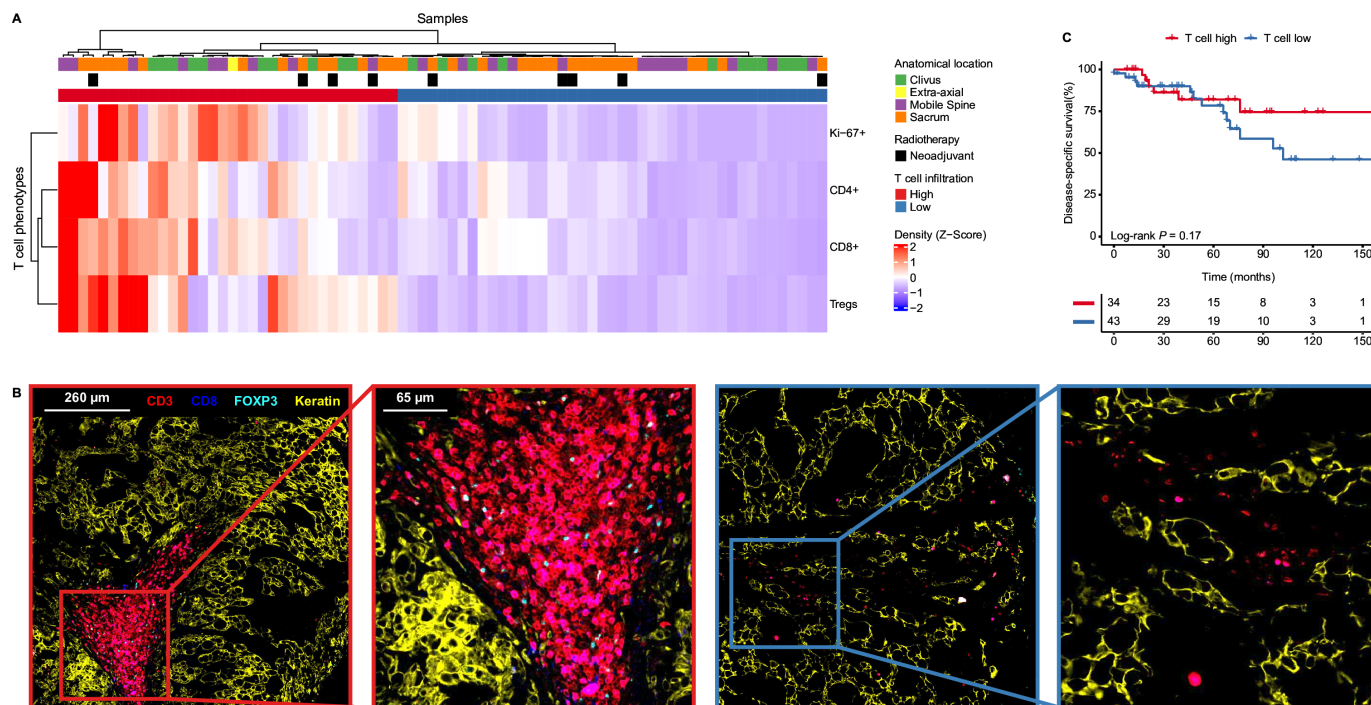 A
Samples
T cell phenotypes
Ki−67+
CD4+
CD8+
Tregs
Anatomical location
Clivus
Extra-axial
Mobile Spine
Sacrum
Radiotherapy
Neoadjuvant
T cell infiltration
High
Low
Density (Z-Score)
2
1
0
−1
−2
C
T cell high T cell low
Disease-specific survival(%)
100
75
50
25
0
Log-rank P = 0.17
0 30 60 90 120 150
Time (months)
34 23 15 8 3 1
43 29 19 10 3 1
0 30 60 90 120 150
B
260 µm CD3 CD8 FOXP3 Keratin
65 µm